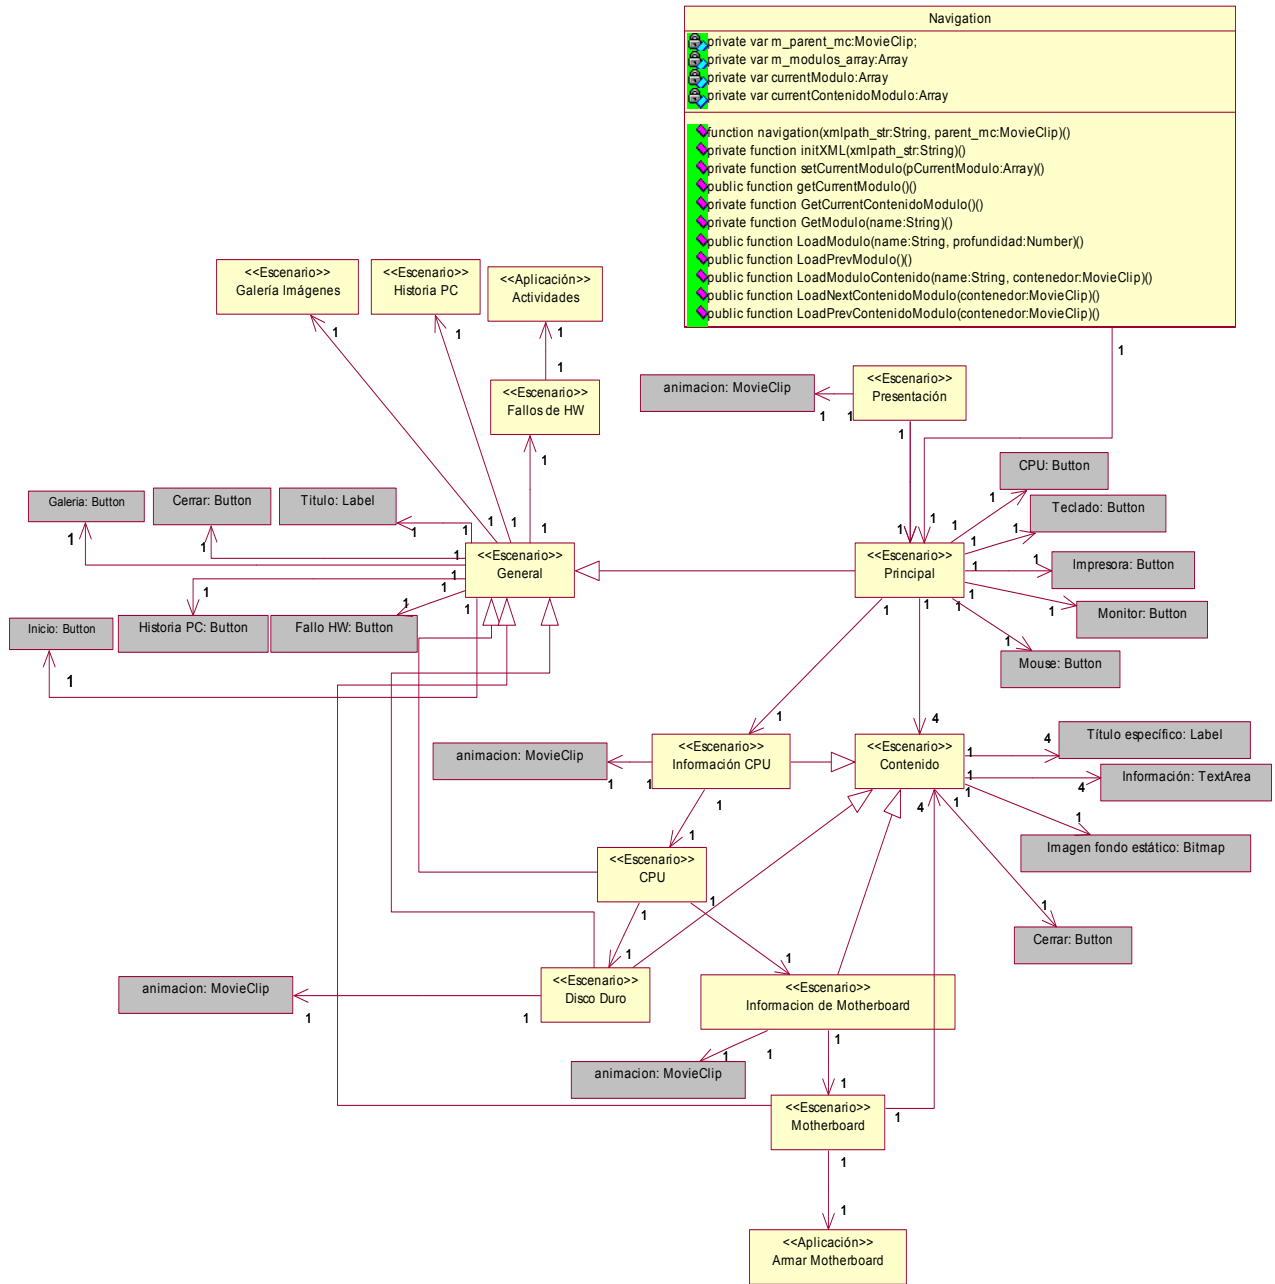 Navigation
private var m_parent_mc:MovieClip;
private var m_modulos_array:Array
private var currentModulo:Array
private var currentContenidoModulo:Array
function navigation(xmlpath_str:String, parent_mc:MovieClip)()
private function initXML(xmlpath_str:String)()
private function setCurrentModulo(pCurrentModulo:Array)()
public function getCurrentModulo()()
private function GetCurrentContenidoModulo()()
private function GetModulo(name:String)()
public function LoadModulo(name:String, profundidad:Number)()
public function LoadPrevModulo()()
public function LoadModuloContenido(name:String, contenedor:MovieClip)()
public function LoadNextContenidoModulo(contenedor:MovieClip)()
public function LoadPrevContenidoModulo(contenedor:MovieClip)()
<<Escenario>>
Galería Imágenes
<<Escenario>>
Historia PC
<<Aplicación>>
Actividades
1
1
1
1
1
<<Escenario>>
Fallos de HW
1
animacion: MovieClip
<<Escenario>>
Presentación
1
1
1
CPU: Button
Teclado: Button
Impresora: Button
Monitor: Button
Mouse: Button
1
1
1
1
1
1
1
1
1
1
1
1
1
Galeria: Button
Cerrar: Button
Titulo: Label
1
1
1
1
1
1
1
1
1
<<Escenario>>
General
<<Escenario>>
Principal
1
1
1
1
1
1
Inicio: Button
Historia PC: Button
Fallo HW: Button
1
1
1
1
4
animacion: MovieClip
<<Escenario>>
Información CPU
1
1
1
<<Escenario>>
Contenido
1
1
1
1
4
Título específico: Label
4
Información: TextArea
4
1
Imagen fondo estático: Bitmap
1
Cerrar: Button
1
<<Escenario>>
CPU
1
1
1
1
<<Escenario>>
Disco Duro
animacion: MovieClip
1
1
<<Escenario>>
Informacion de Motherboard
1
1
1
animacion: MovieClip
1
<<Escenario>>
Motherboard
1
1
1
<<Aplicación>>
Armar Motherboard